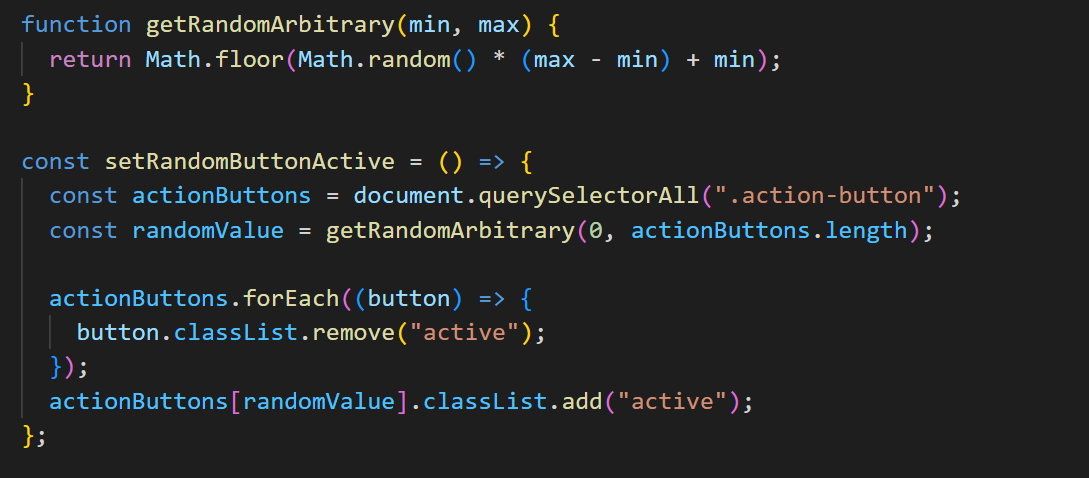 function getRandomArbitrary(min, max) {
  return Math.floor(Math.random() * (max - min) + min);
}

const setRandomButtonActive = () => {
  const actionButtons = document.querySelectorAll(".action-button");
  const randomValue = getRandomArbitrary(0, actionButtons.length);

  actionButtons.forEach((button) => {
    button.classList.remove("active");
  });
  actionButtons[randomValue].classList.add("active");
};